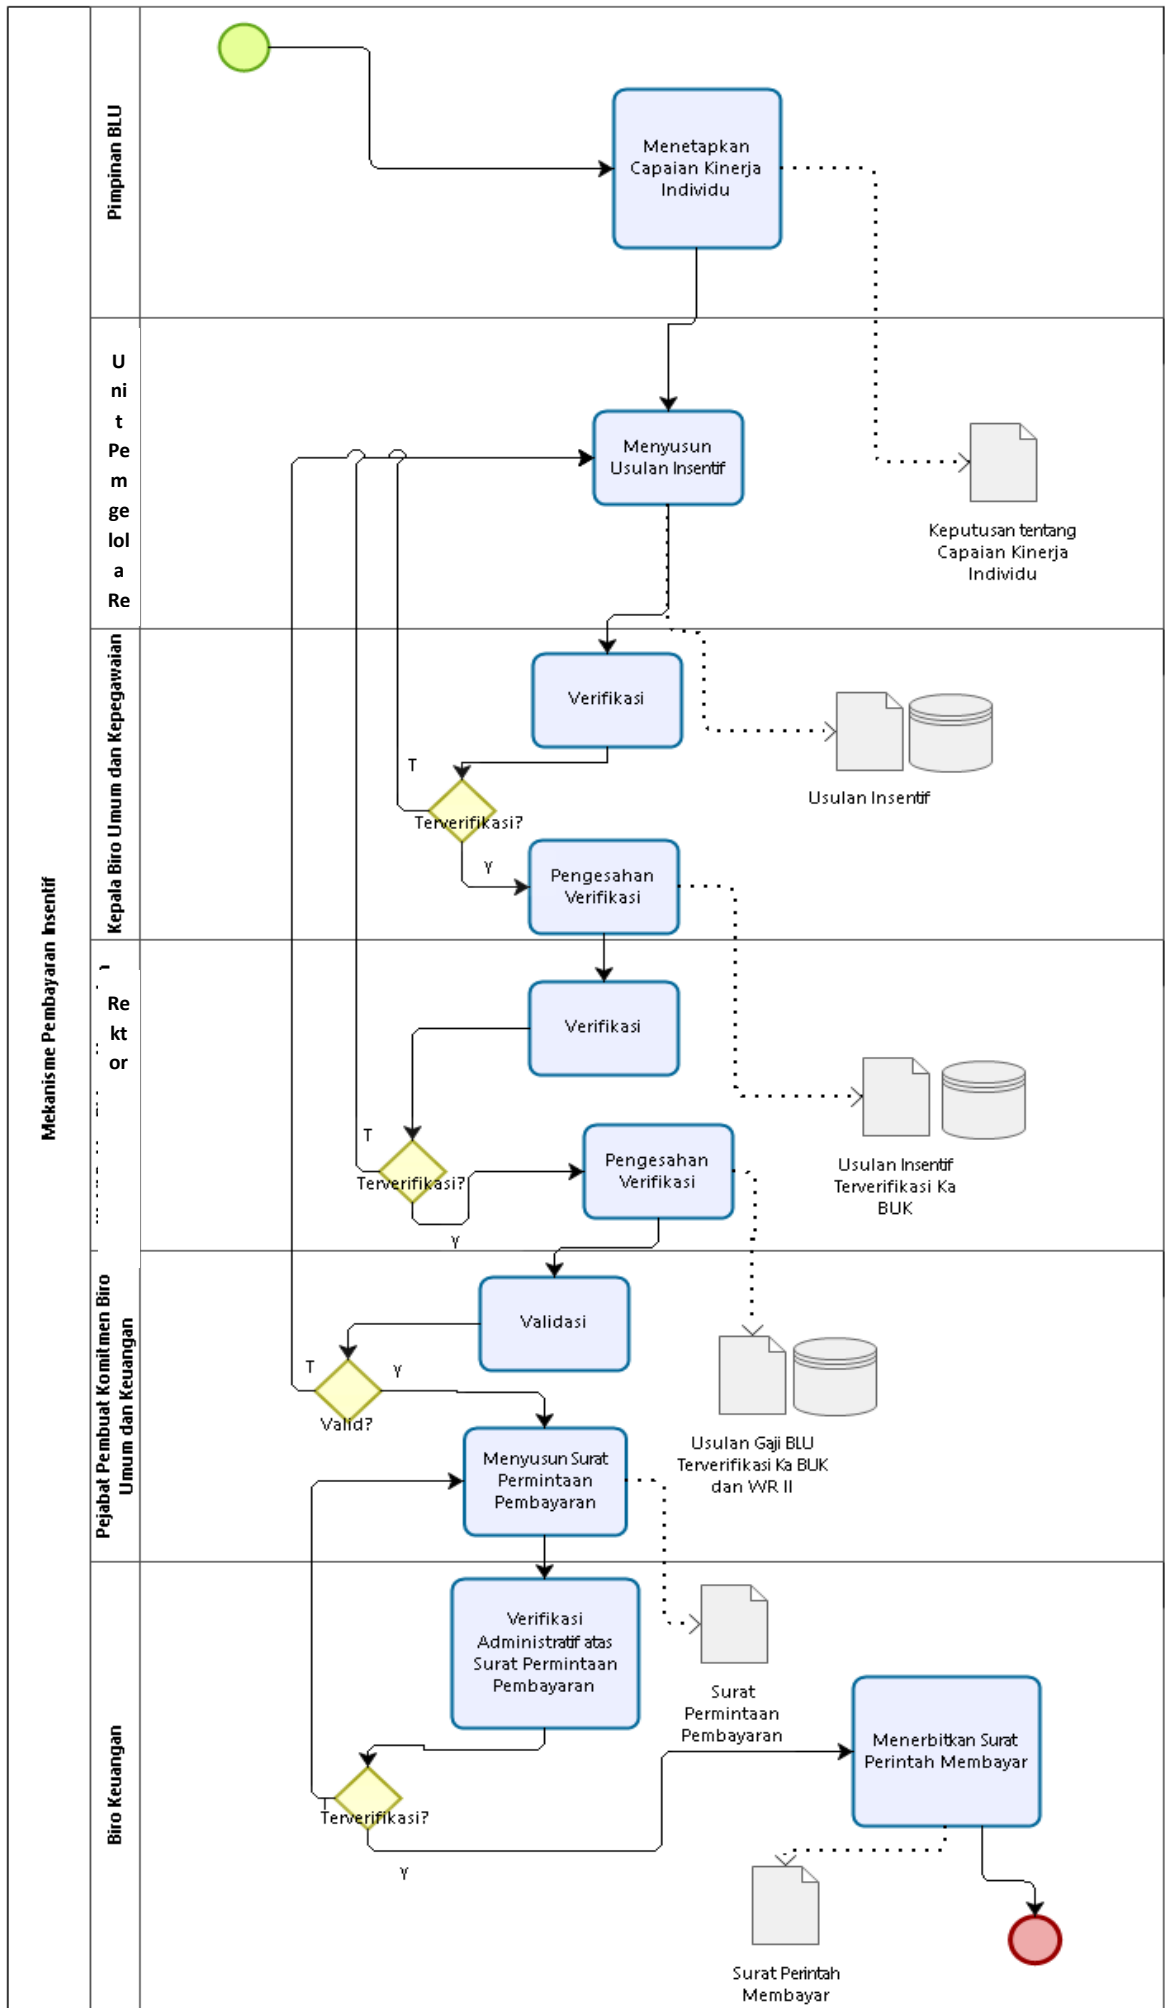 Mekanisme Pembayaran Insentif
Pimpinan BLU
Menetapkan
Capaian Kinerja
Individu
U
ni
t
Pe
m
ge
lol
a
Re
Menyusun
Usulan Insentif
Keputusan tentang
Capaian Kinerja
Individu
Kepala Biro Umum dan Kepegawaian
Verifikasi
Usulan Insentif
T
Terverifikasi?
Y
Pengesahan
Verifikasi
Re
kt
or
Verifikasi
T
Terverifikasi?
Y
Pengesahan
Verifikasi
Usulan Insentif
Terverifikasi Ka
BUK
Pejabat Pembuat Komitmen Biro
Umum dan Keuangan
Validasi
T
Y
Valid?
Usulan Gaji BLU
Terverifikasi Ka BUK
dan WR II
Menyusun Surat
Permintaan
Pembayaran
Biro Keuangan
Verifikasi
Administratif atas
Surat Permintaan
Pembayaran
Surat
Permintaan
Pembayaran
Menerbitkan Surat
Perintah Membayar
T
Terverifikasi?
Y
Surat Perintah
Membayar